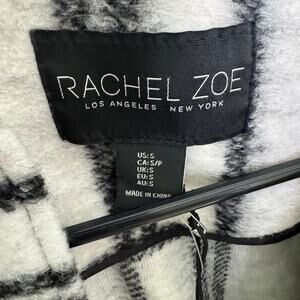 RACHEL ZOE
LOS ANGELES NEW YORK
US:S
CA:S/P
UK:S
EU:S
AU:S
MADE IN CHINA